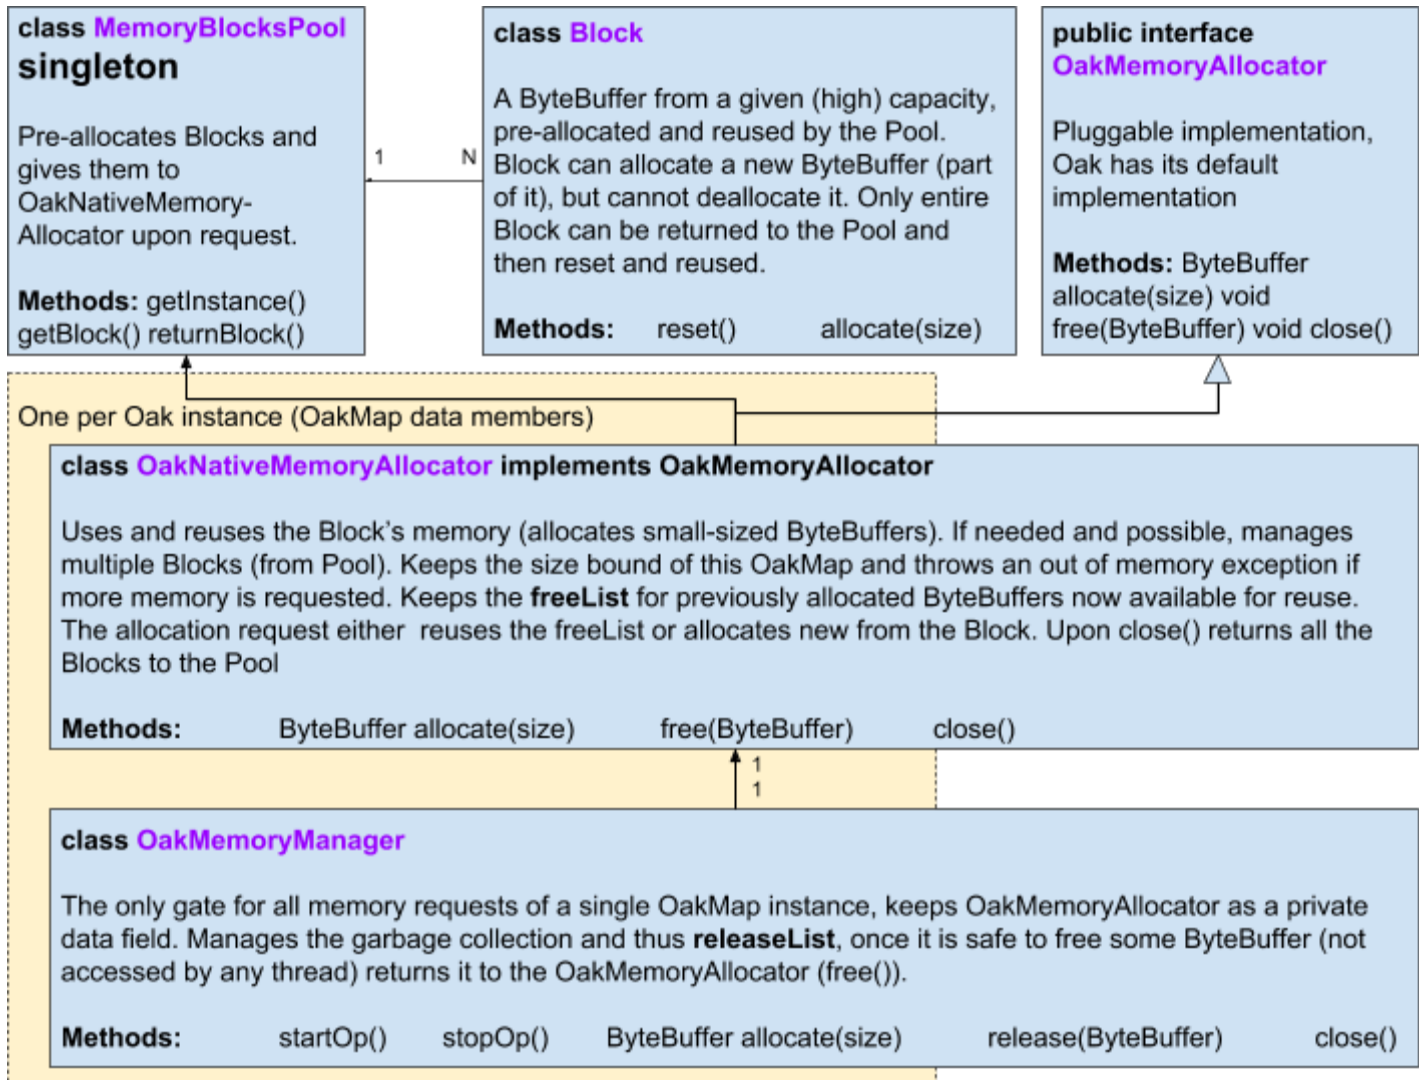 class MemoryBlocksPool
singleton
Pre-allocates Blocks and
gives them to
OakNativeMemory-
Allocator upon request.
Methods: getInstance()
getBlock() returnBlock()
1
N
class Block
A ByteBuffer from a given (high) capacity,
pre-allocated and reused by the Pool.
Block can allocate a new ByteBuffer (part
of it), but cannot deallocate it. Only entire
Block can be returned to the Pool and
then reset and reused.
Methods: reset() allocate(size)
public interface
OakMemoryAllocator
Pluggable implementation,
Oak has its default
implementation
Methods: ByteBuffer
allocate(size) void
free(ByteBuffer) void close()
One per Oak instance (OakMap data members)
class OakNativeMemoryAllocator implements OakMemoryAllocator
Uses and reuses the Block's memory (allocates small-sized ByteBuffers). If needed and possible, manages
multiple Blocks (from Pool). Keeps the size bound of this OakMap and throws an out of memory exception if
more memory is requested. Keeps the freeList for previously allocated ByteBuffers now available for reuse.
The allocation request either reuses the freeList or allocates new from the Block. Upon close() returns all the
Blocks to the Pool
Methods: ByteBuffer allocate(size) free(ByteBuffer) close()
1
1
class OakMemoryManager
The only gate for all memory requests of a single OakMap instance, keeps OakMemoryAllocator as a private
data field. Manages the garbage collection and thus releaseList, once it is safe to free some ByteBuffer (not
accessed by any thread) returns it to the OakMemoryAllocator (free()).
Methods: startOp() stopOp() ByteBuffer allocate(size) release(ByteBuffer) close()